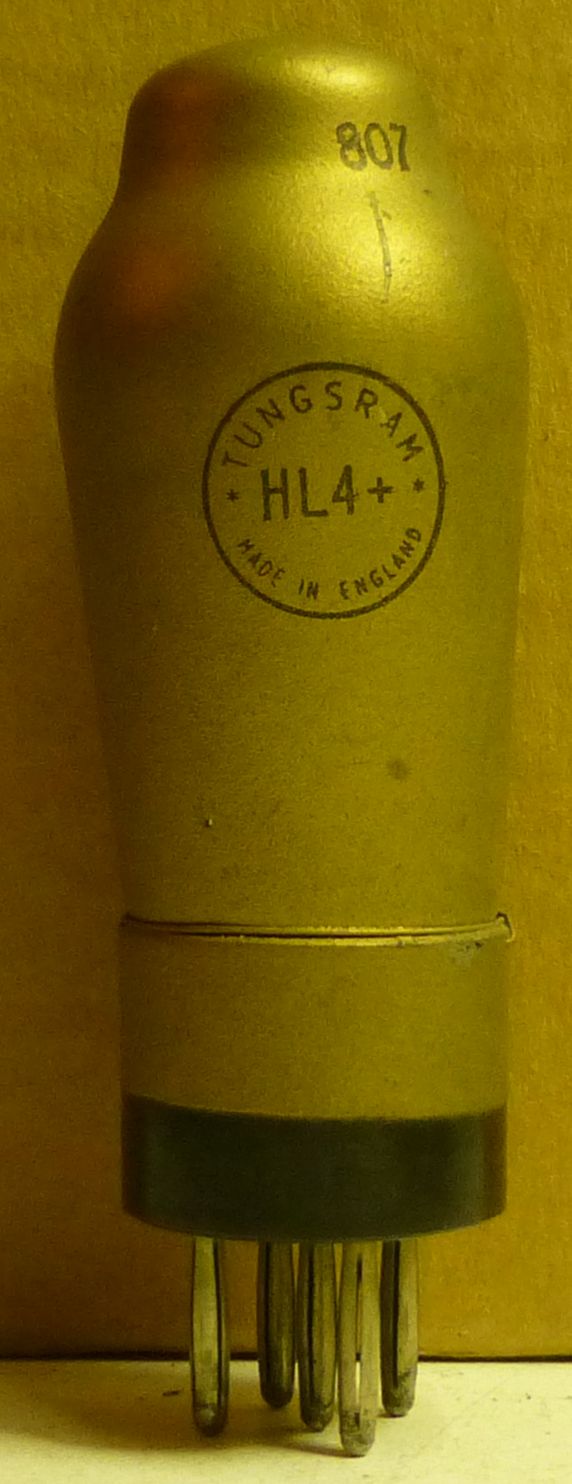 807
TUNGSRAM
* HL4+ *
MADE IN ENGLAND